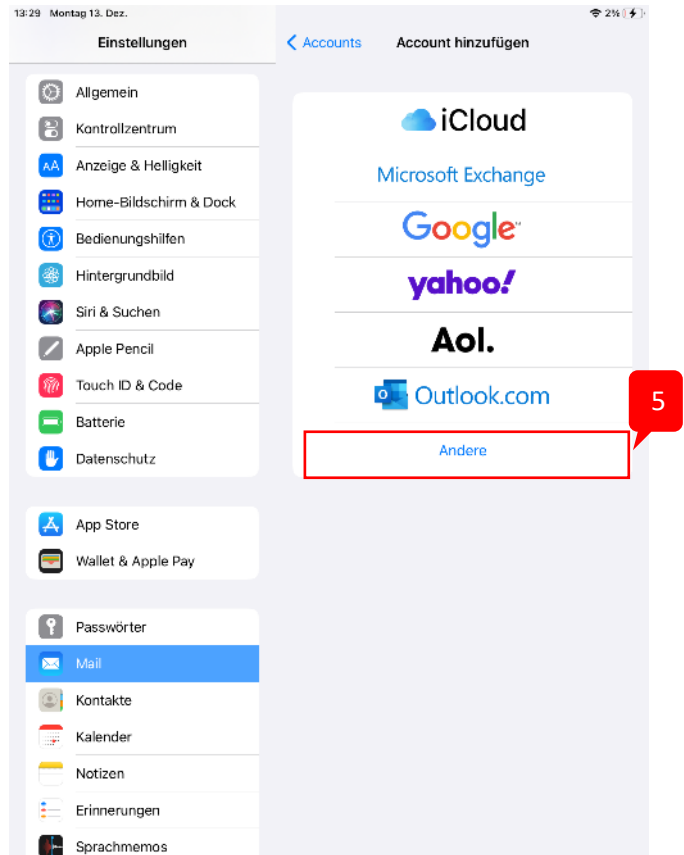 13:29 Montag 13. Dez.
2%
Einstellungen
Allgemein
Kontrollzentrum
AA Anzeige & Helligkeit
Home-Bildschirm & Dock
Bedienungshilfen
Hintergrundbild
Siri & Suchen
Apple Pencil
Touch ID & Code
Batterie
Datenschutz
App Store
Wallet & Apple Pay
Passwörter
Mail
Kontakte
Kalender
Notizen
Erinnerungen
Sprachmemos
Accounts
Account hinzufügen
iCloud
Microsoft Exchange
Google
yahoo!
Aol.
Outlook.com
Andere
5